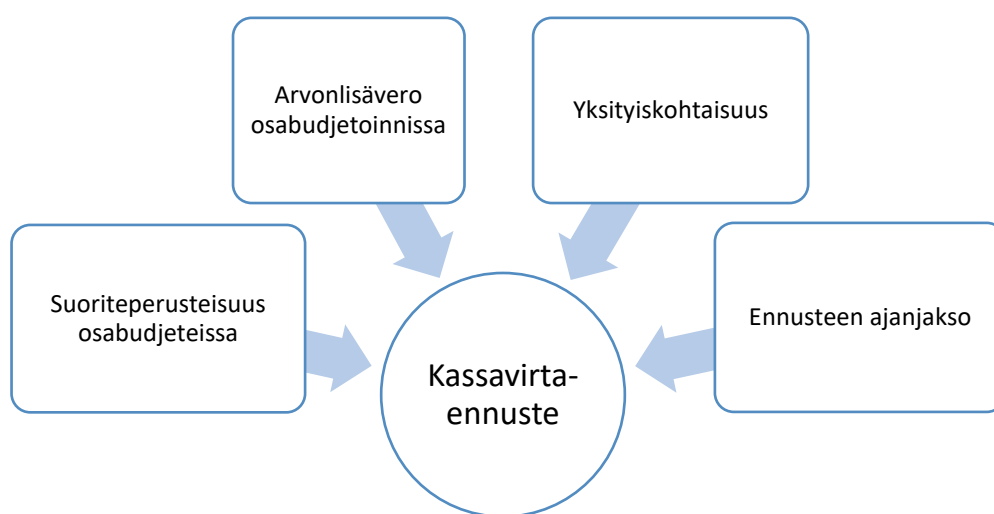 Arvonlisävero
osabudjetoinnissa
Yksityiskohtaisuus
Suoriteperusteisuus
osabudjeteissa
Ennusteen ajanjakso
Kassavirta-
ennuste